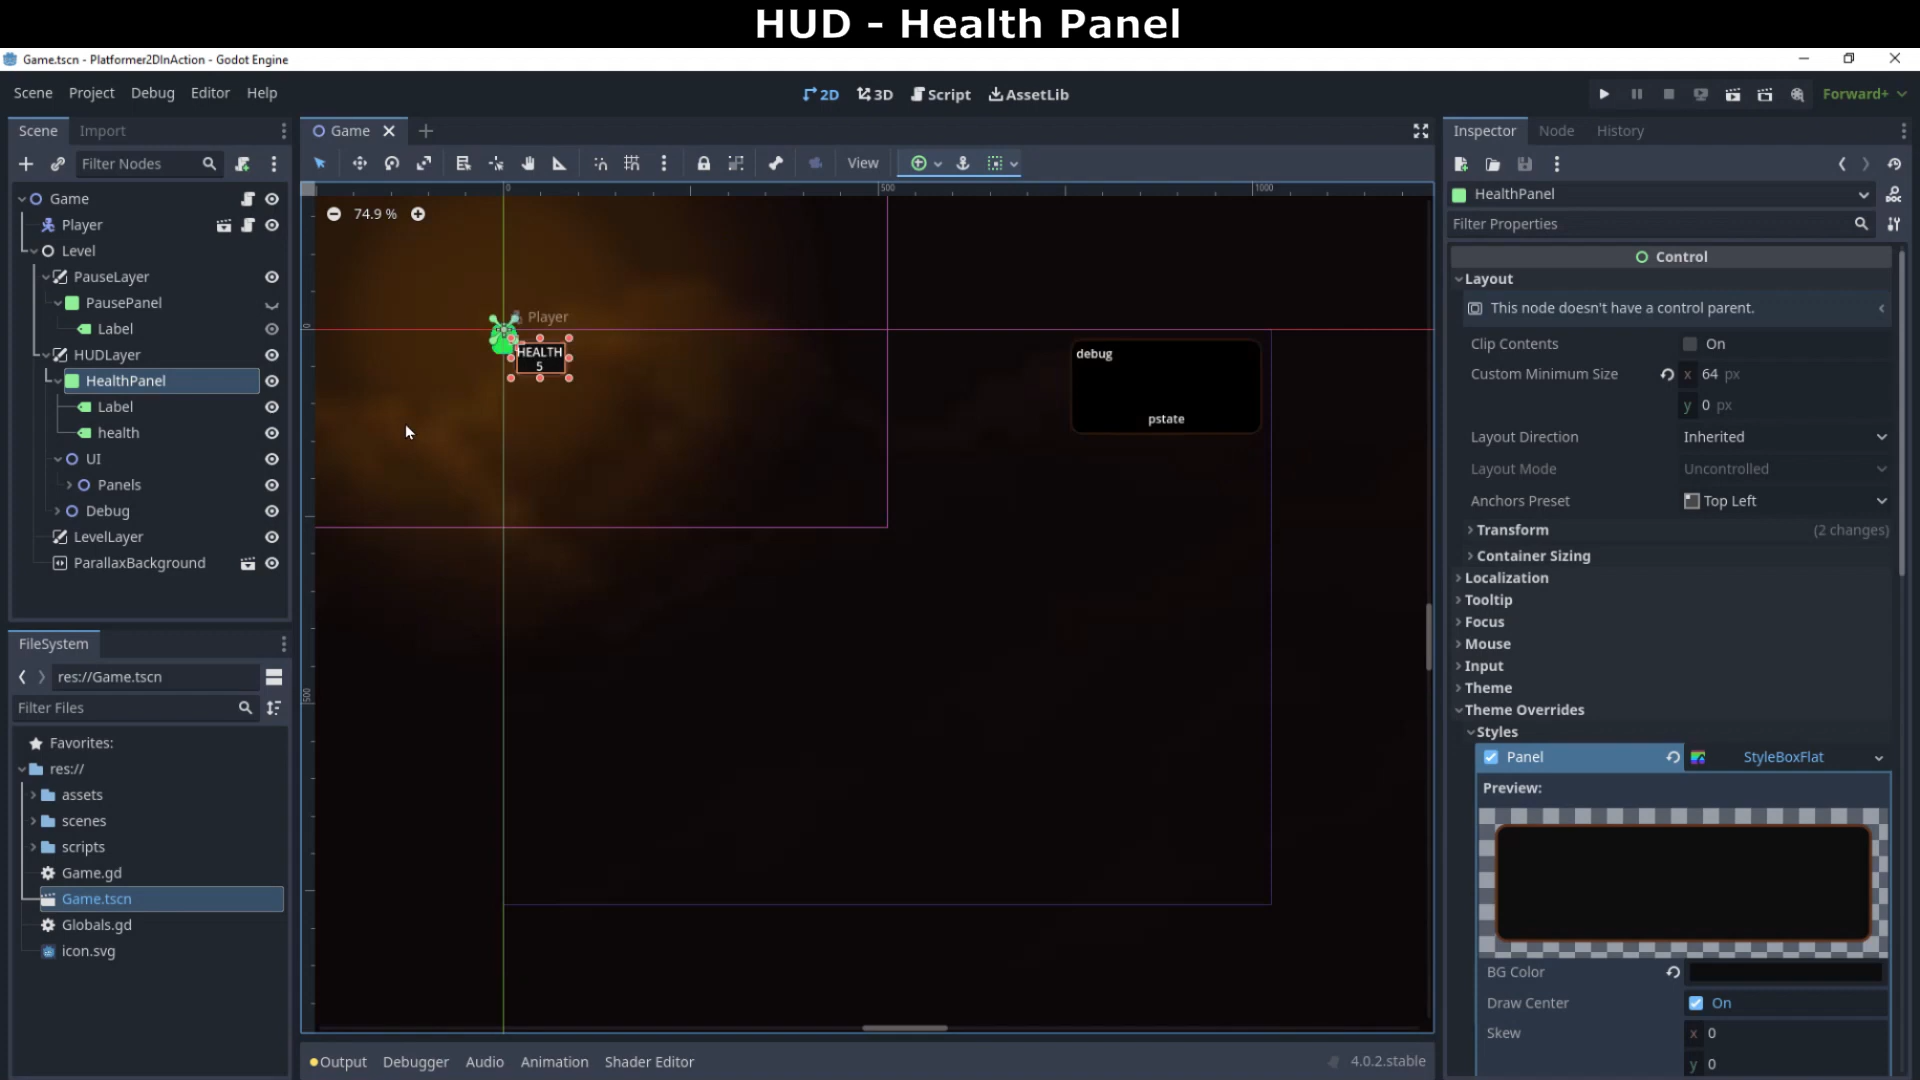 HUD - Health Panel
Game.tscn - Platformer2DInAction - Godot Engine
Scene Project Debug Editor Help
2D 3D Script AssetLib
Forward+
Scene Import
Filter Nodes
Game
Player
Level
PauseLayer
PausePanel
Label
HUDLayer
HealthPanel
Label
health
UI
Panels
Debug
LevelLayer
ParallaxBackground
FileSystem
res://Game.tscn
Filter Files
Favorites:
res://
assets
scenes
scripts
Game.gd
Game.tscn
Globals.gd
icon.svg
Game
View
0 500 1000
74.9 %
0
500
Player
HEALTH
5
debug
pstate
Output Debugger Audio Animation Shader Editor
4.0.2.stable
Inspector Node History
HealthPanel
Filter Properties
Control
Layout
This node doesn't have a control parent.
Clip Contents On
Custom Minimum Size x 64 px
y 0 px
Layout Direction Inherited
Layout Mode Uncontrolled
Anchors Preset Top Left
Transform (2 changes)
Container Sizing
Localization
Tooltip
Focus
Mouse
Input
Theme
Theme Overrides
Styles
Panel StyleBoxFlat
Preview:
BG Color
Draw Center On
Skew x 0
y 0